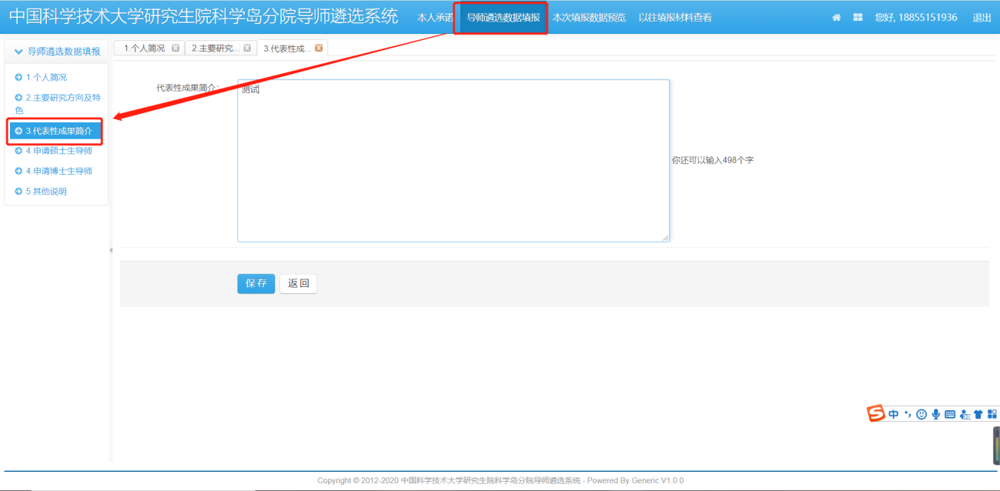 中国科学技术大学研究生院科学岛分院导师遴选系统 本人承诺 导师遴选数据填报 本次填报数据预览 以往填报材料查看 您好, 18855151936 退出
导师遴选数据填报 1.个人简况 2.主要研究... 3.代表性成...
1.个人简况
2.主要研究方向及特
色
3.代表性成果简介
4.申请硕士生导师
4.申请博士生导师
5.其他说明
代表性成果简介: 测试
你还可以输入498个字
保存 返回
中
Copyright © 2012-2020 中国科学技术大学研究生院科学岛分院导师遴选系统 - Powered By Generic V1.0.0